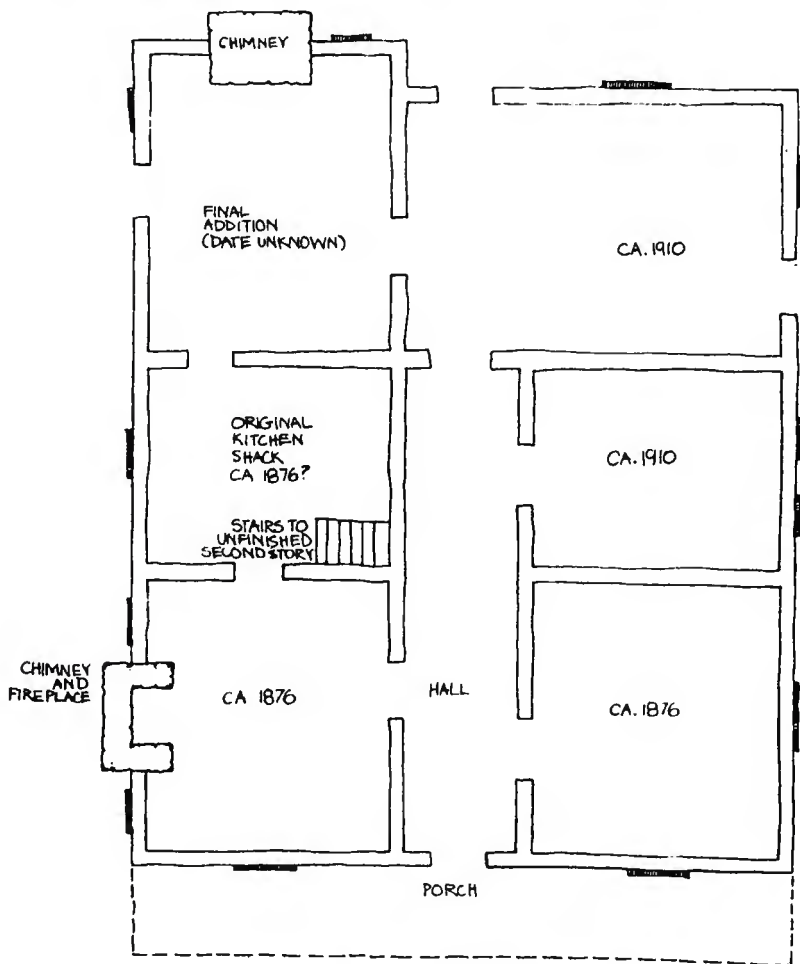 CHIMNEY
FINAL
ADDITION
(DATE UNKNOWN)
CA. 1910
ORIGINAL
KITCHEN
SHACK
CA 1876?
CA. 1910
STAIRS TO
UNFINISHED
SECOND STORY
CHIMNEY
AND
FIREPLACE
CA 1876
HALL
CA. 1876
PORCH